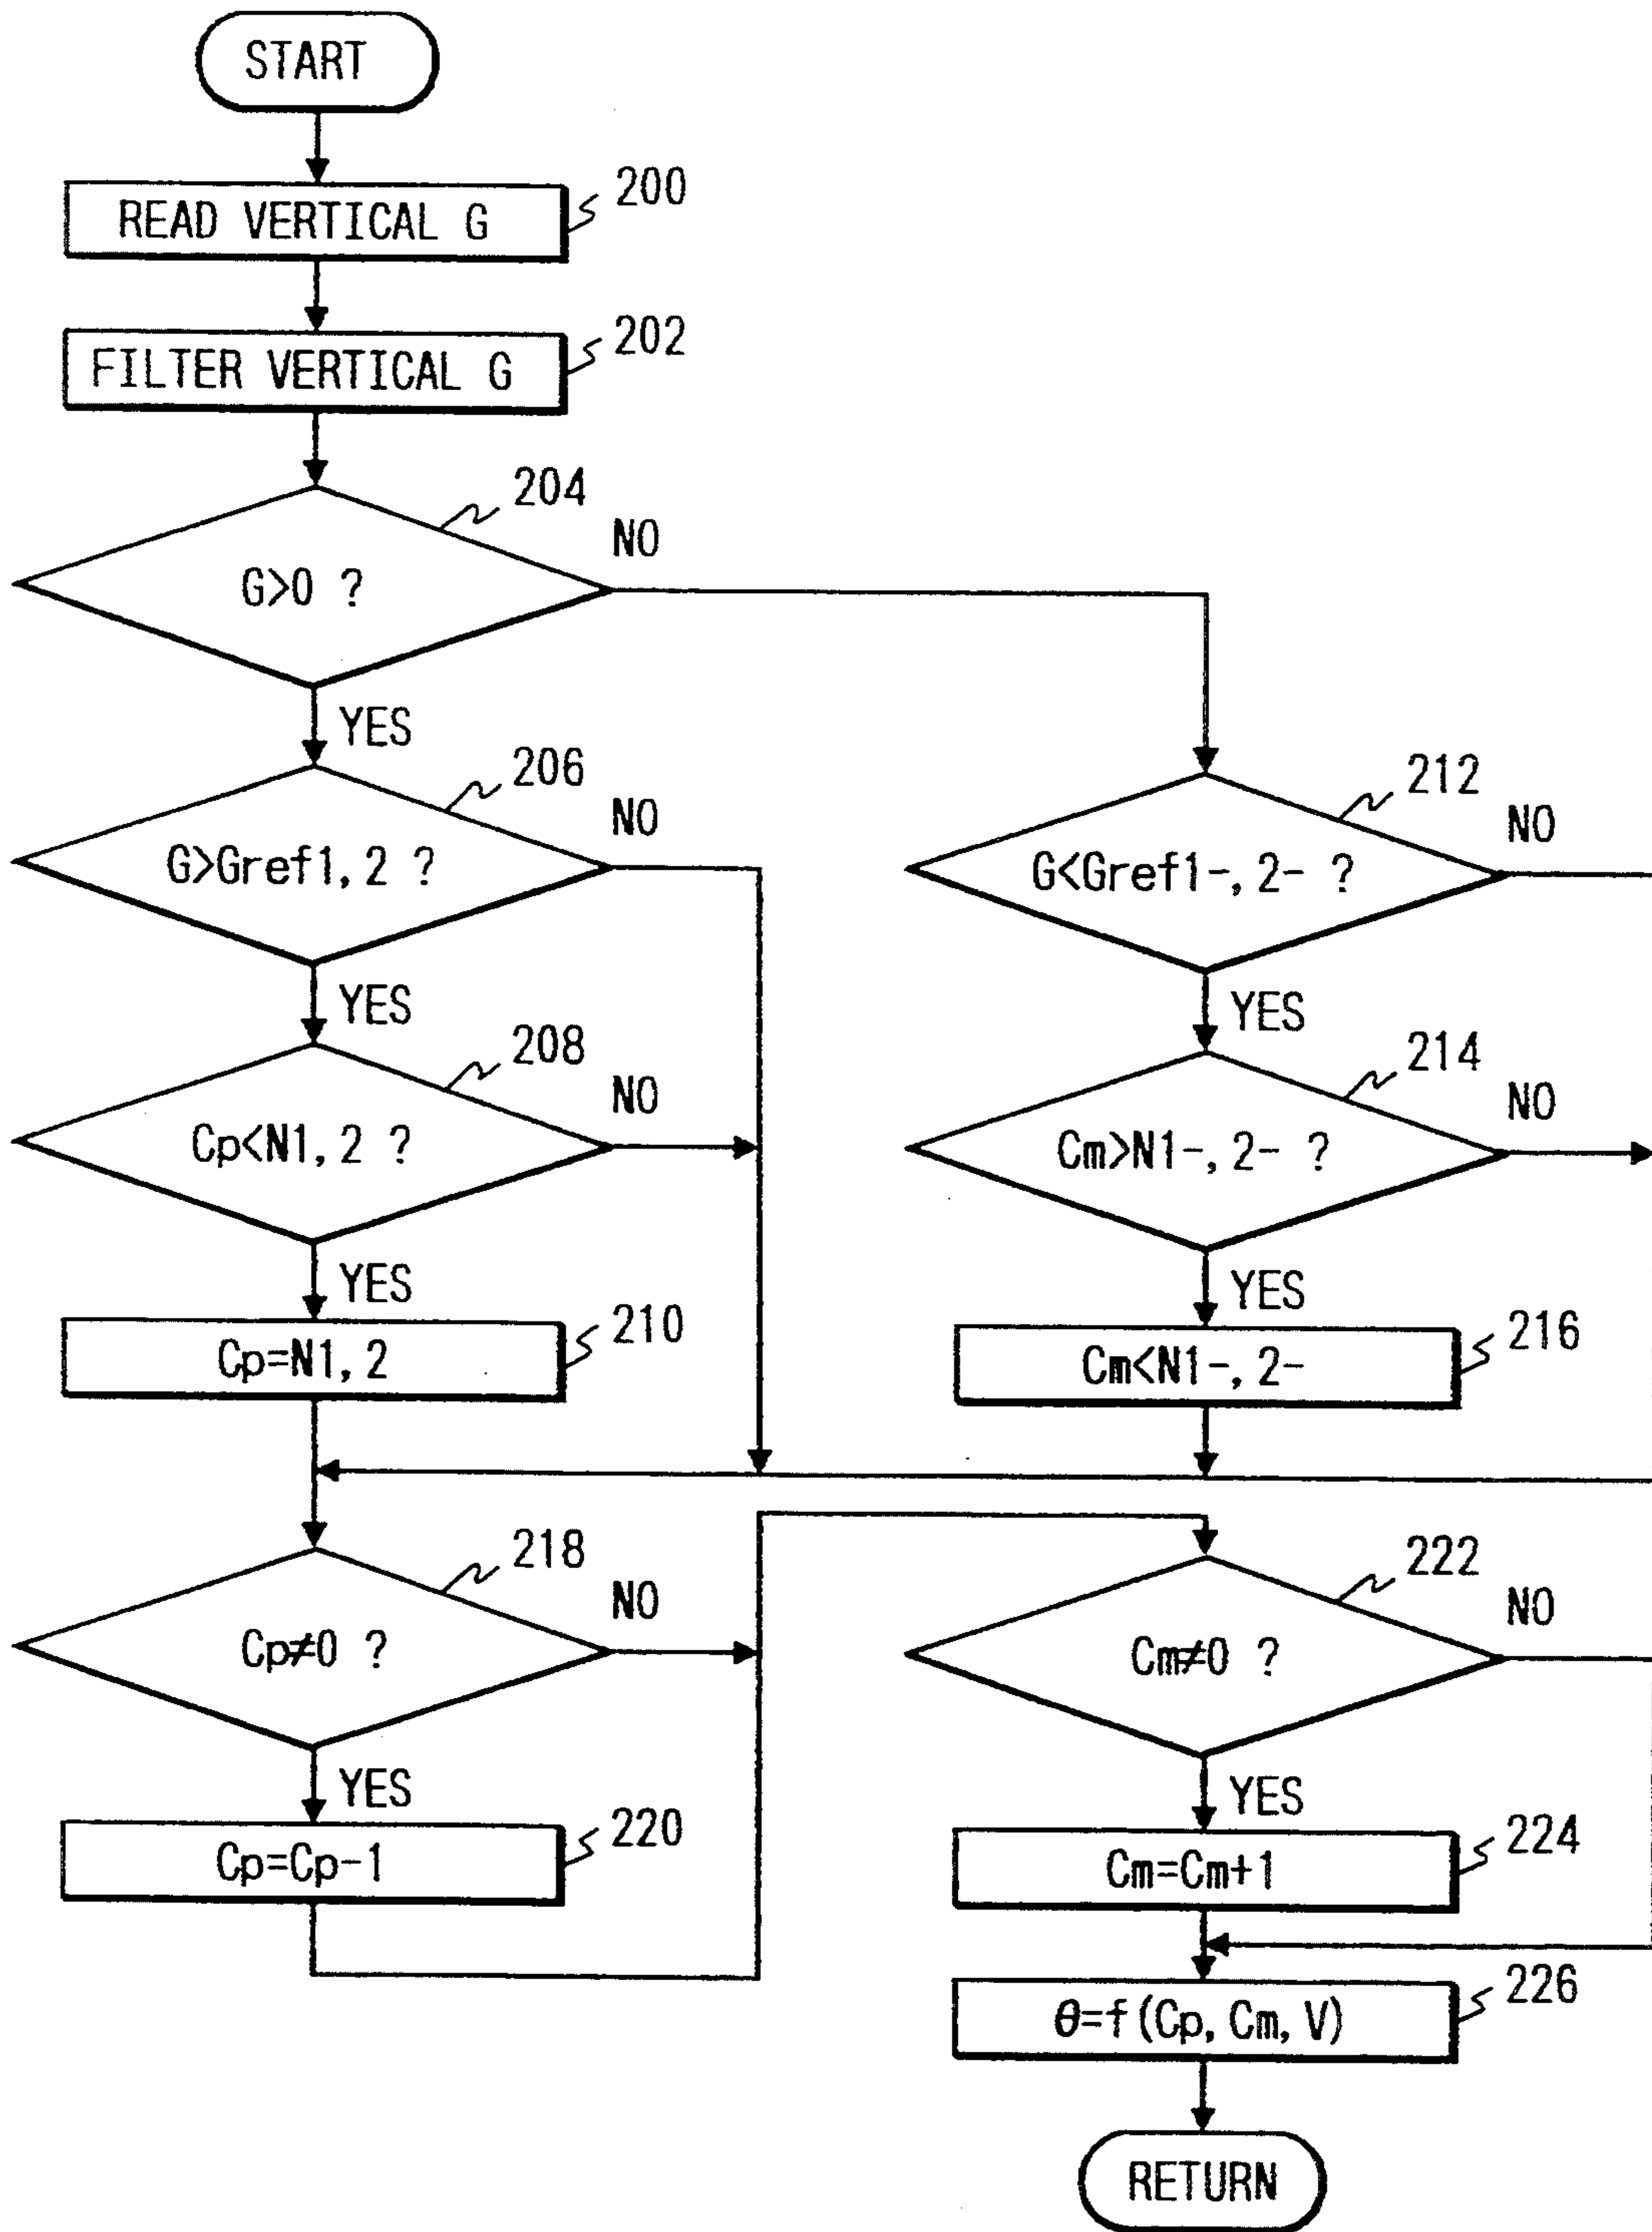 START
READ VERTICAL G
200
FILTER VERTICAL G
202
204
G>0 ?
NO
YES
206
G>Gref1, 2 ?
NO
YES
208
Cp<N1, 2 ?
NO
YES
Cp=N1, 2
210
212
G<Gref1-, 2- ?
NO
YES
214
Cm>N1-, 2- ?
NO
YES
Cm<N1-, 2-
216
218
Cp≠0 ?
NO
YES
Cp=Cp-1
220
222
Cm≠0 ?
NO
YES
Cm=Cm+1
224
θ=f(Cp, Cm, V)
226
RETURN